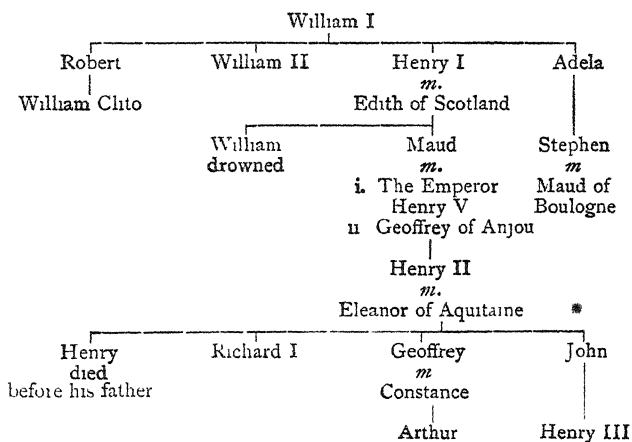 William I
Robert William II Henry I Adela
m.
William Clito Edith of Scotland
William Maud Stephen
drowned m. m
i. The Emperor Maud of
Henry V Boulogne
ii Geoffrey of Anjou
Henry II
m.
Eleanor of Aquitaine
Henry Richard I Geoffrey John
died m
before his father Constance
Arthur Henry III